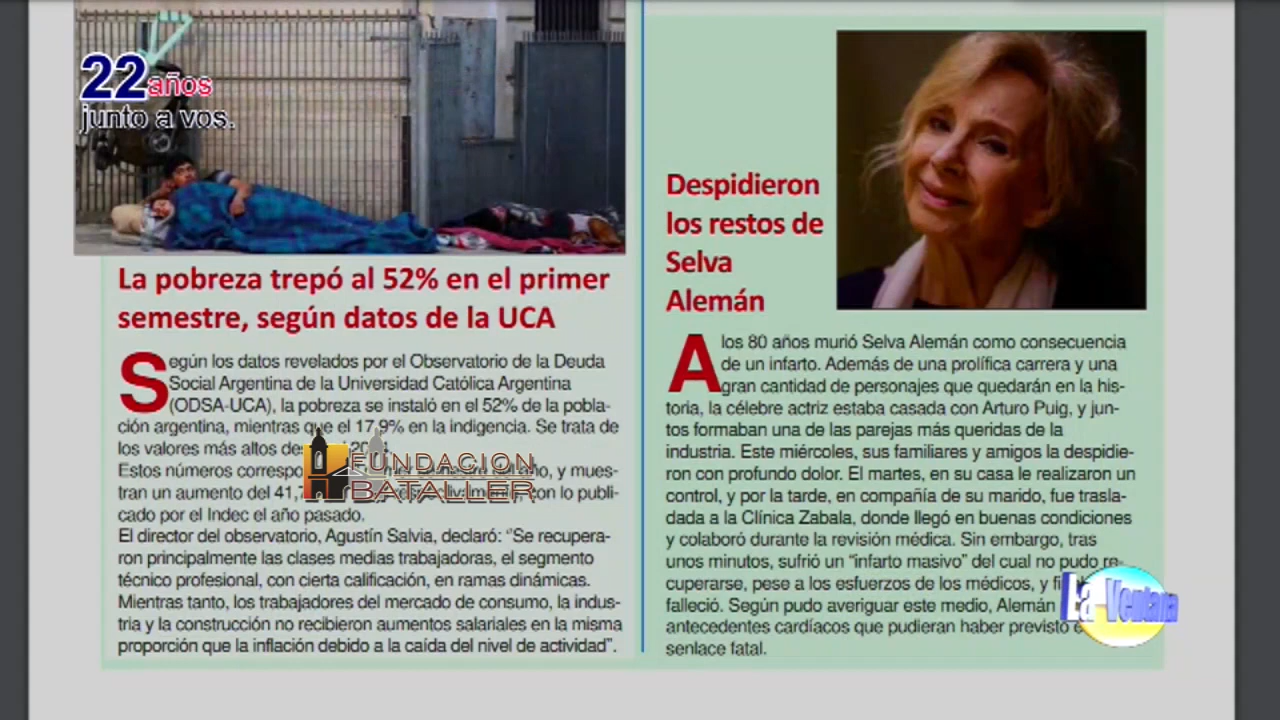 22 años
junto a vos.
La pobreza trepó al 52% en el primer
semestre, según datos de la UCA
Según los datos revelados por el Observatorio de la Deuda
Social Argentina de la Universidad Católica Argentina
(ODSA-UCA), la pobreza se instaló en el 52% de la pobla-
ción argentina, mientras que el 17,9% en la indigencia. Se trata de
los valores más altos
Estos números año, y mues-
tran un aumento del con lo publi-
cado por el Indec el año pasado.
El director del observatorio, Agustín Salvia, declaró: “Se recupera-
ron principalmente las clases medias trabajadoras, el segmento
técnico profesional, con cierta calificación, en ramas dinámicas.
Mientras tanto, los trabajadores del mercado de consumo, la indus-
tria y la construcción no recibieron aumentos salariales en la misma
proporción que la inflación debido a la caída del nivel de actividad”.
FUNDACION
BATALLER
Despidieron
los restos de
Selva
Alemán
A los 80 años murió Selva Alemán como consecuencia
de un infarto. Además de una prolífica carrera y una
gran cantidad de personajes que quedarán en la his-
toria, la célebre actriz estaba casada con Arturo Puig, y jun-
tos formaban una de las parejas más queridas de la
industria. Este miércoles, sus familiares y amigos la despidie-
ron con profundo dolor. El martes, en su casa le realizaron un
control, y por la tarde, en compañía de su marido, fue trasla-
dada a la Clínica Zabala, donde llegó en buenas condiciones
y colaboró durante la revisión médica. Sin embargo, tras
unos minutos, sufrió un “infarto masivo” del cual no pudo re-
cuperarse, pese a los esfuerzos de los médicos, y
falleció. Según pudo averiguar este medio, Alemán
antecedentes cardíacos que pudieran haber previsto
senlace fatal.
La Ventana